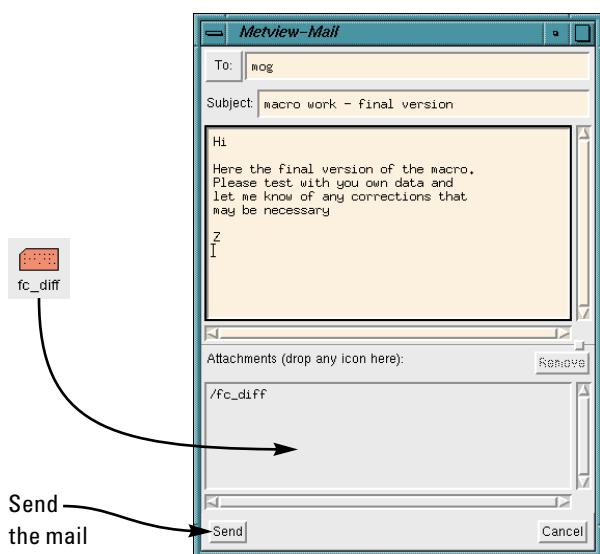 Metview-Mail
To: mog
Subject: macro work - final version
Hi
Here the final version of the macro.
Please test with you own data and
let me know of any corrections that
may be necessary
Z
fc_diff
Attachments (drop any icon here):
Remove
/fc_diff
Send
the mail
Send
Cancel